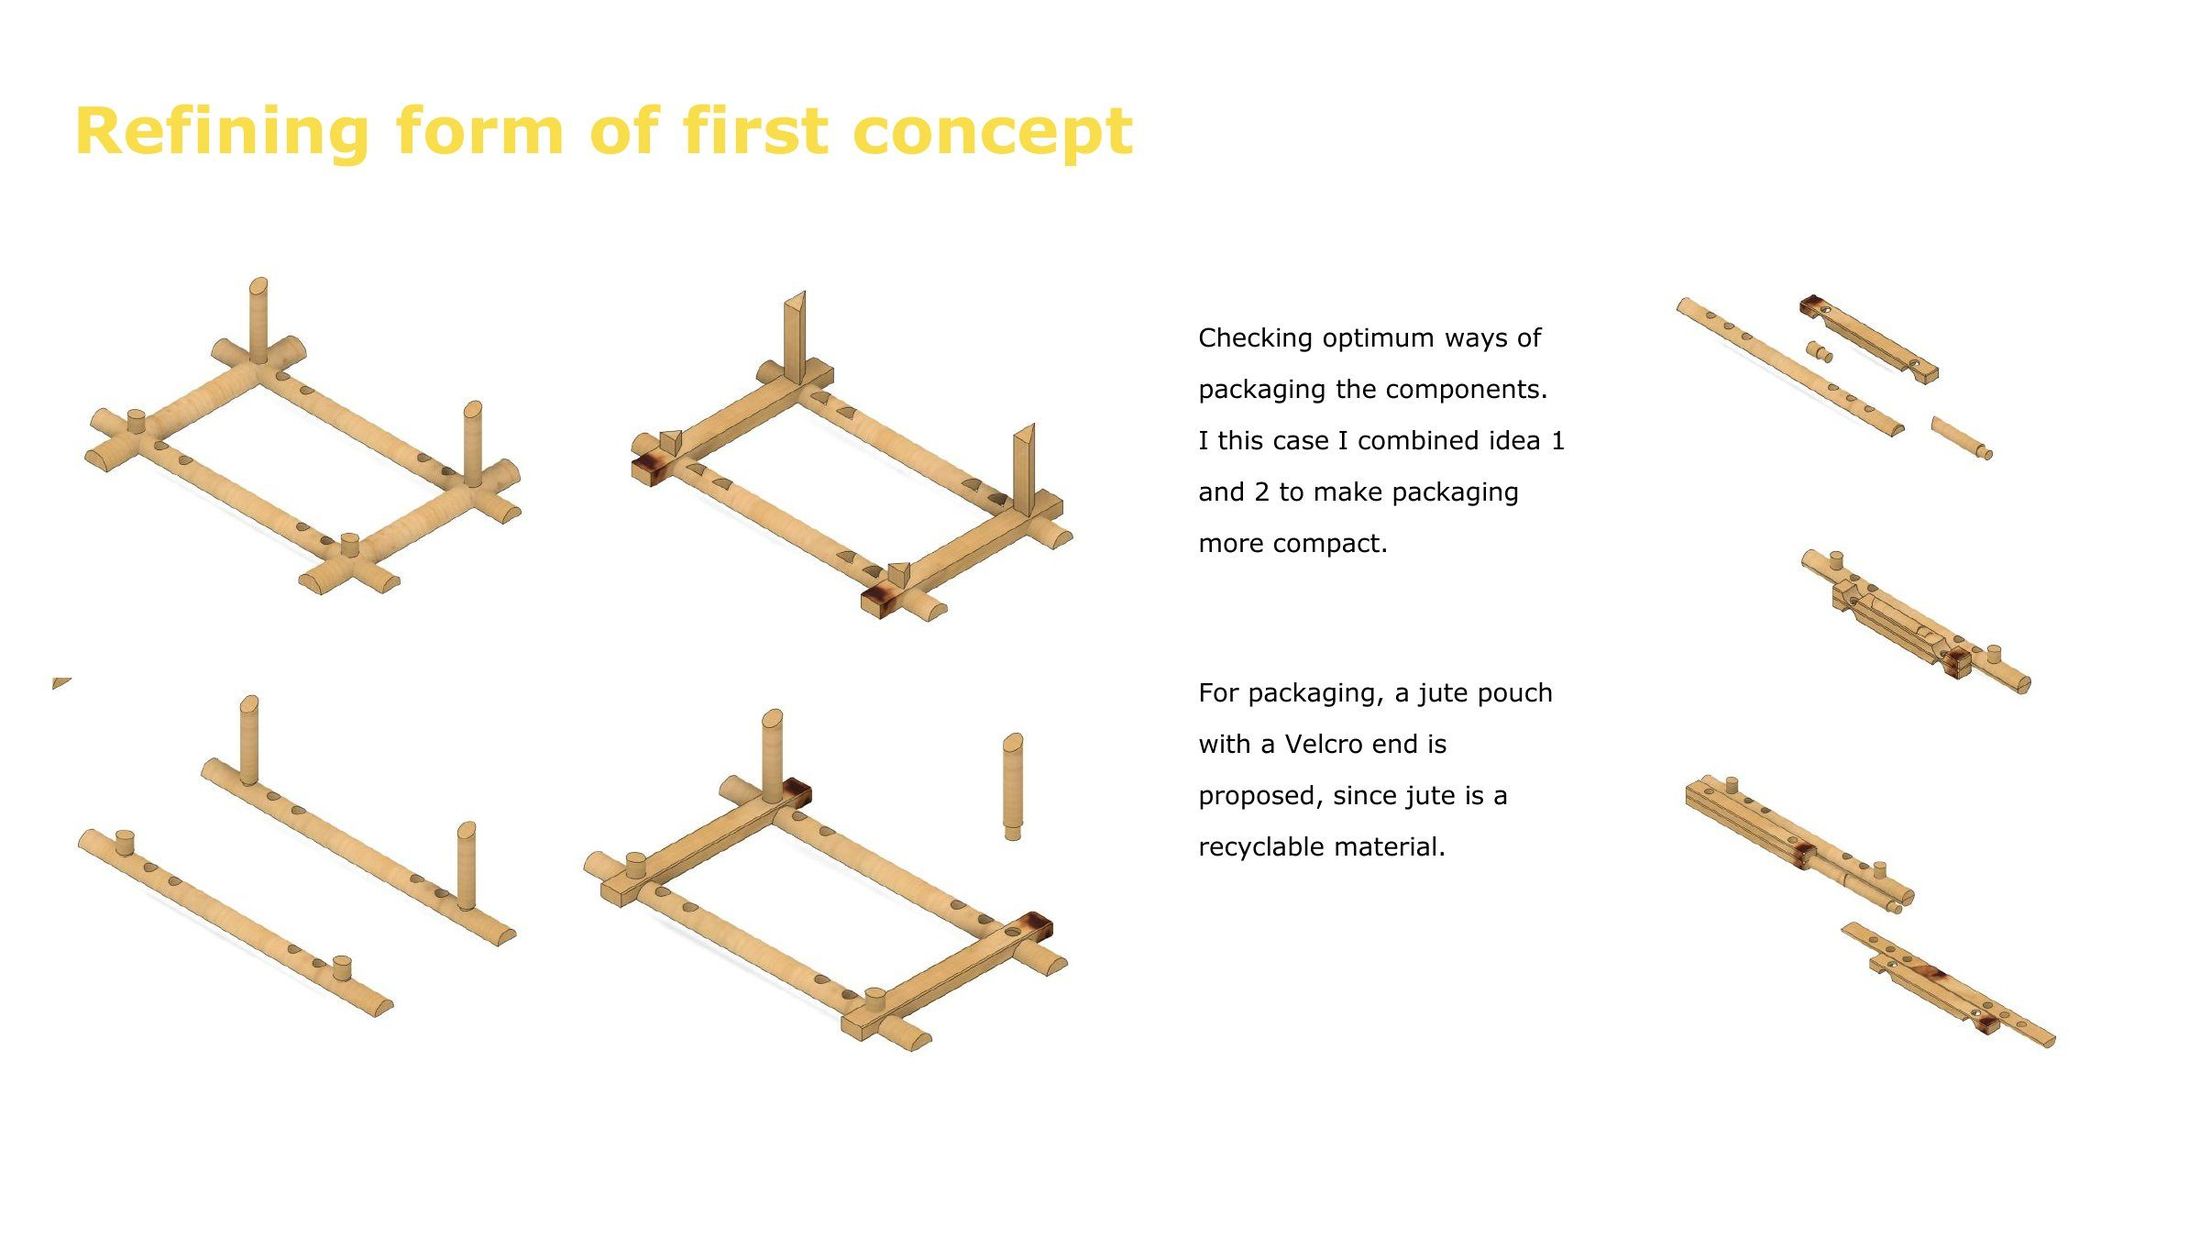 Refining form of first concept
Checking optimum ways of
packaging the components.
I this case I combined idea 1
and 2 to make packaging
more compact.
For packaging, a jute pouch
with a Velcro end is
proposed, since jute is a
recyclable material.